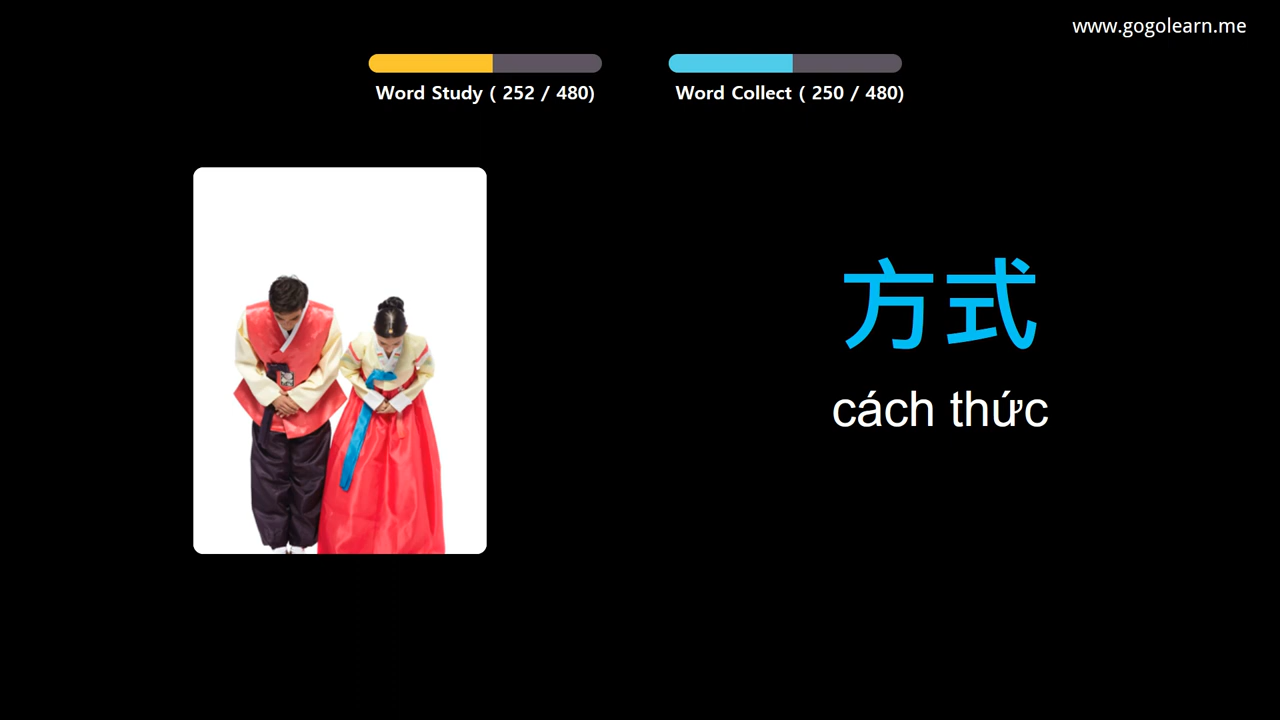 www.gogolearn.me
Word Study ( 252 / 480)
Word Collect ( 250 / 480)
方式
cách thức